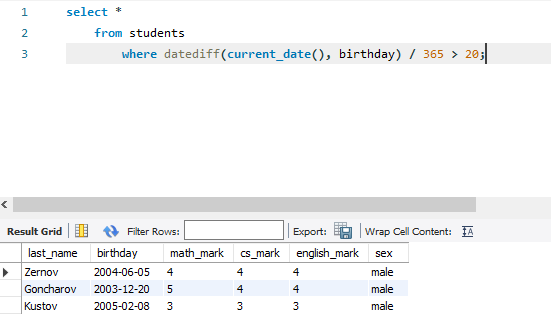 1 select *
2 from students
3 where datediff(current_date(), birthday) / 365 > 20;
Result Grid Filter Rows: Export: Wrap Cell Content:
last_name birthday math_mark cs_mark english_mark sex
Zernov 2004-06-05 4 4 4 male
Goncharov 2003-12-20 5 4 4 male
Kustov 2005-02-08 3 3 3 male